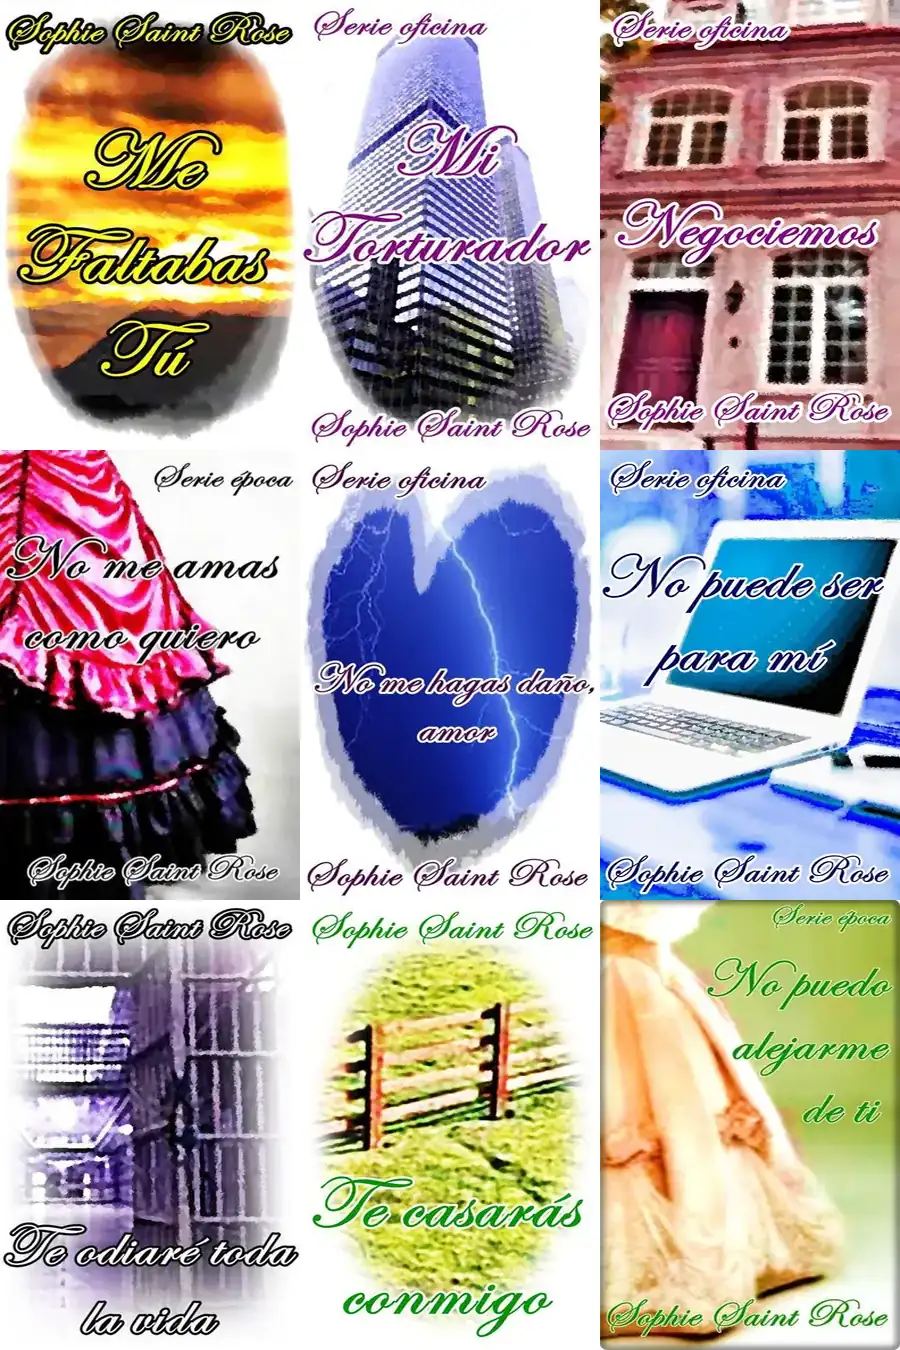 Sophie Saint Rose
Me
Faltabas
Tú
Serie oficina
Mi
Torturador
Sophie Saint Rose
Serie oficina
Negociemos
Sophie Saint Rose
Serie época
No me amas
como quiero
Sophie Saint Rose
Serie oficina
No me hagas daño,
amor
Sophie Saint Rose
Serie oficina
No puede ser
para mí
Sophie Saint Rose
Sophie Saint Rose
Te odiaré toda
la vida
Sophie Saint Rose
Te casarás
conmigo
Serie época
No puedo
alejarme
de ti
Sophie Saint Rose